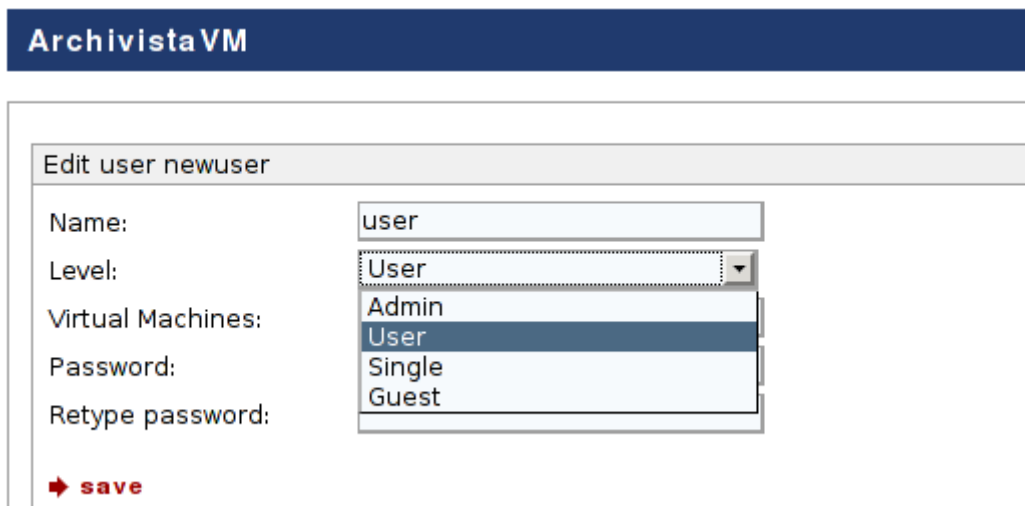 ArchivistaVM
Edit user newuser
Name: user
Level: User
Admin
Virtual Machines:
User
Password:
Single
Guest
Retype password:
save